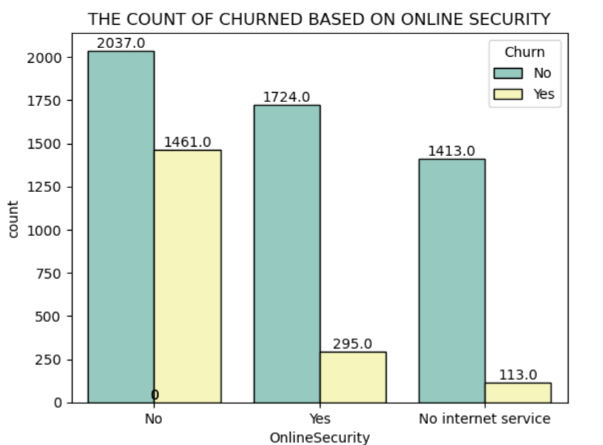 THE COUNT OF CHURNED BASED ON ONLINE SECURITY
Churn
No
Yes
2037.0
1461.0
1724.0
295.0
1413.0
113.0
0
count
2000
1750
1500
1250
1000
750
500
250
0
No
Yes
No internet service
OnlineSecurity